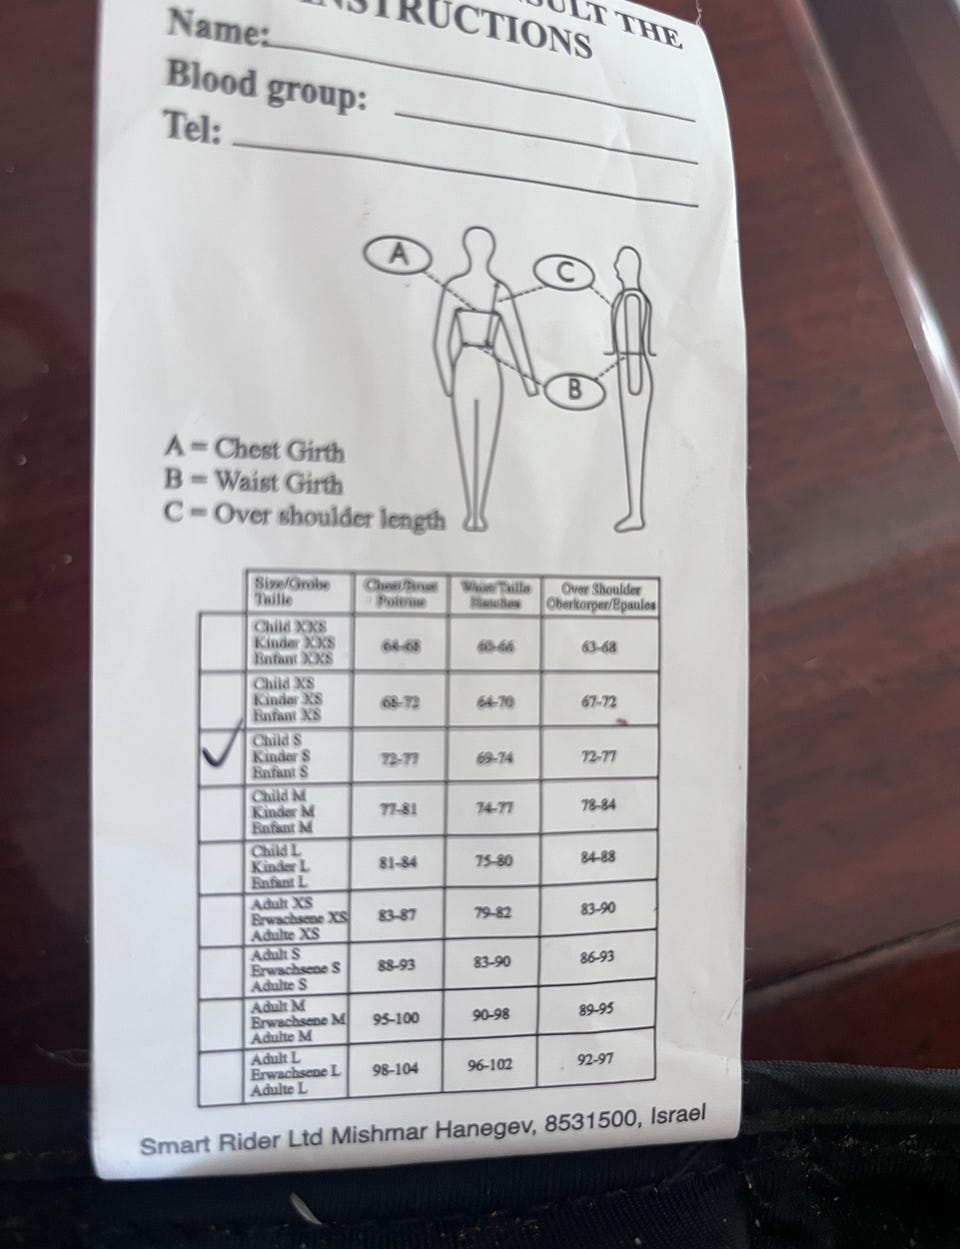 SULT THE
INSTRUCTIONS
Name:
Blood group:
Tel:
A
C
B
A = Chest Girth
B = Waist Girth
C = Over shoulder length
Size/Grobe Taille Chest/Brust Poitrine Waist/Taille Hanches Over Shoulder Oberkorper/Epaules
Child XXS
Kinder XXS 64-68 60-66 63-68
Enfant XXS
Child XS
Kinder XS 68-72 64-70 67-72
Enfant XS
Child S
Kinder S 72-77 69-74 72-77
Enfant S
Child M
Kinder M 77-81 74-77 78-84
Enfant M
Child L
Kinder L 81-84 75-80 84-88
Enfant L
Adult XS
Erwachsene XS 83-87 79-82 83-90
Adulte XS
Adult S
Erwachsene S 88-93 83-90 86-93
Adulte S
Adult M
Erwachsene M 95-100 90-98 89-95
Adulte M
Adult L
Erwachsene L 98-104 96-102 92-97
Adulte L
Smart Rider Ltd Mishmar Hanegev, 8531500, Israel